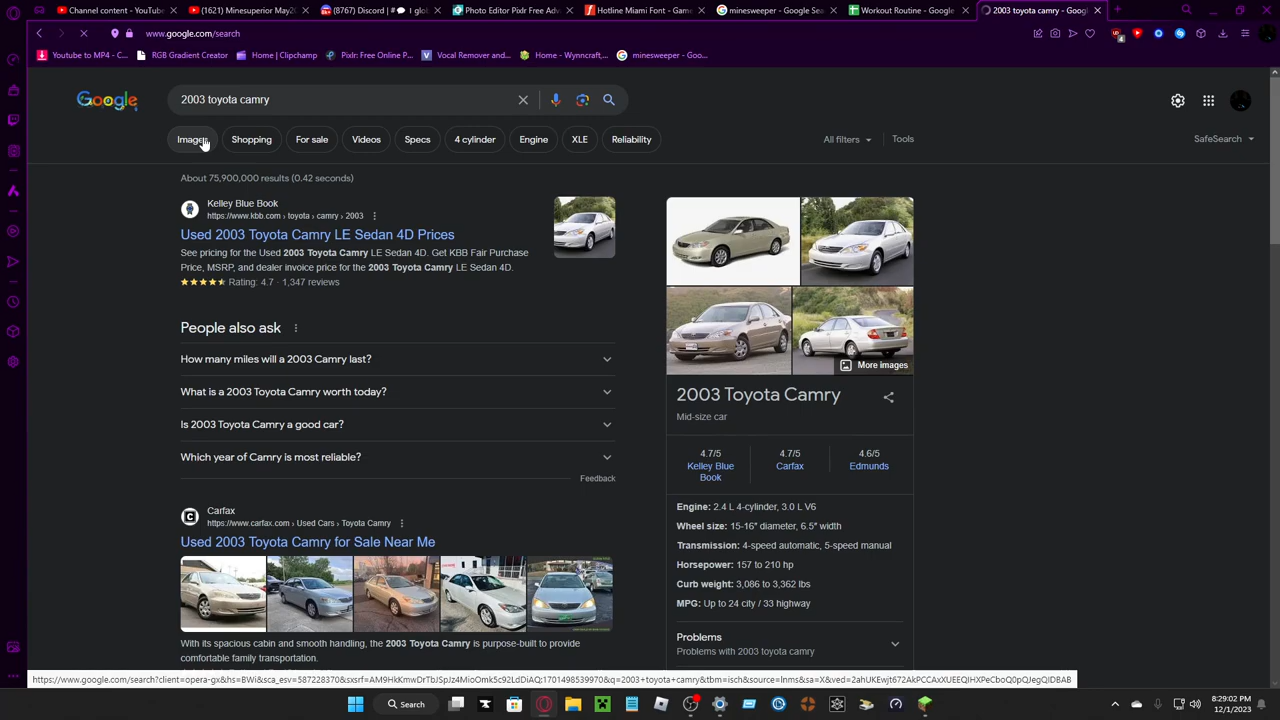 Channel content - YouTube
(1621) Minesuperior May2
(8767) Discord | # I gl
Photo Editor Pixlr Free Adv
Hotline Miami Font - Gam
minesweeper - Google Sea
Workout Routine - Google
2003 toyota camry - Goog
www.google.com/search
Youtube to MP4 - C...
RGB Gradient Creator
Home | Clipchamp
Pixlr: Free Online P...
Vocal Remover and...
Home - Wynncraft,...
minesweeper - Goo...
Google
2003 toyota camry
Images
Shopping
For sale
Videos
Specs
4 cylinder
Engine
XLE
Reliability
All filters
Tools
SafeSearch
About 75,900,000 results (0.42 seconds)
Kelley Blue Book
https://www.kbb.com › toyota › camry › 2003
Used 2003 Toyota Camry LE Sedan 4D Prices
See pricing for the Used 2003 Toyota Camry LE Sedan 4D. Get KBB Fair Purchase
Price, MSRP, and dealer invoice price for the 2003 Toyota Camry LE Sedan 4D.
Rating: 4.7 · 1,347 reviews
People also ask
How many miles will a 2003 Camry last?
What is a 2003 Toyota Camry worth today?
Is 2003 Toyota Camry a good car?
Which year of Camry is most reliable?
Feedback
Carfax
https://www.carfax.com › Used Cars › Toyota Camry
Used 2003 Toyota Camry for Sale Near Me
With its spacious cabin and smooth handling, the 2003 Toyota Camry is purpose-built to provide
comfortable family transportation.
More images
2003 Toyota Camry
Mid-size car
4.7/5
Kelley Blue
Book
4.7/5
Carfax
4.6/5
Edmunds
Engine: 2.4 L 4-cylinder, 3.0 L V6
Wheel size: 15-16″ diameter, 6.5″ width
Transmission: 4-speed automatic, 5-speed manual
Horsepower: 157 to 210 hp
Curb weight: 3,086 to 3,362 lbs
MPG: Up to 24 city / 33 highway
Problems
Problems with 2003 toyota camry
Search
8:29:02 PM
12/1/2023